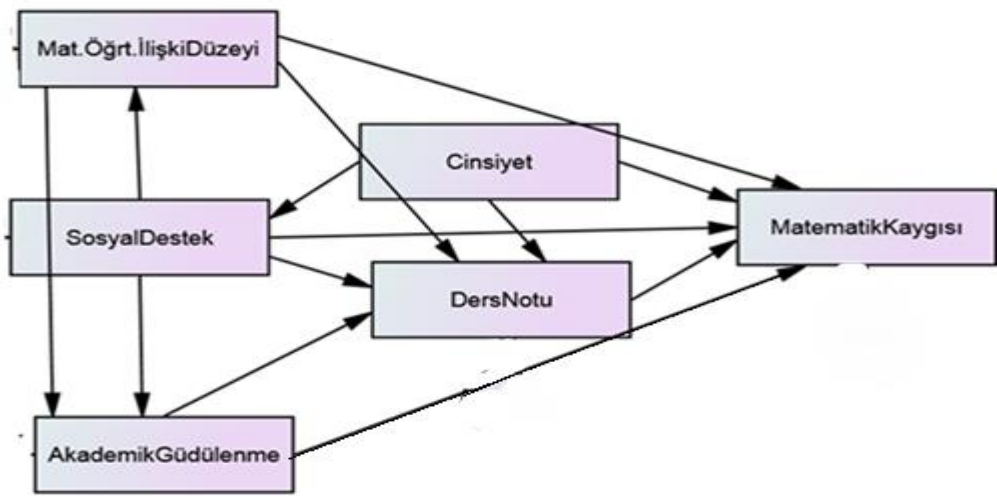 Mat.Öğrt.İlişkiDüzeyi
Cinsiyet
SosyalDestek
MatematikKaygısı
DersNotu
AkademikGüdülenme